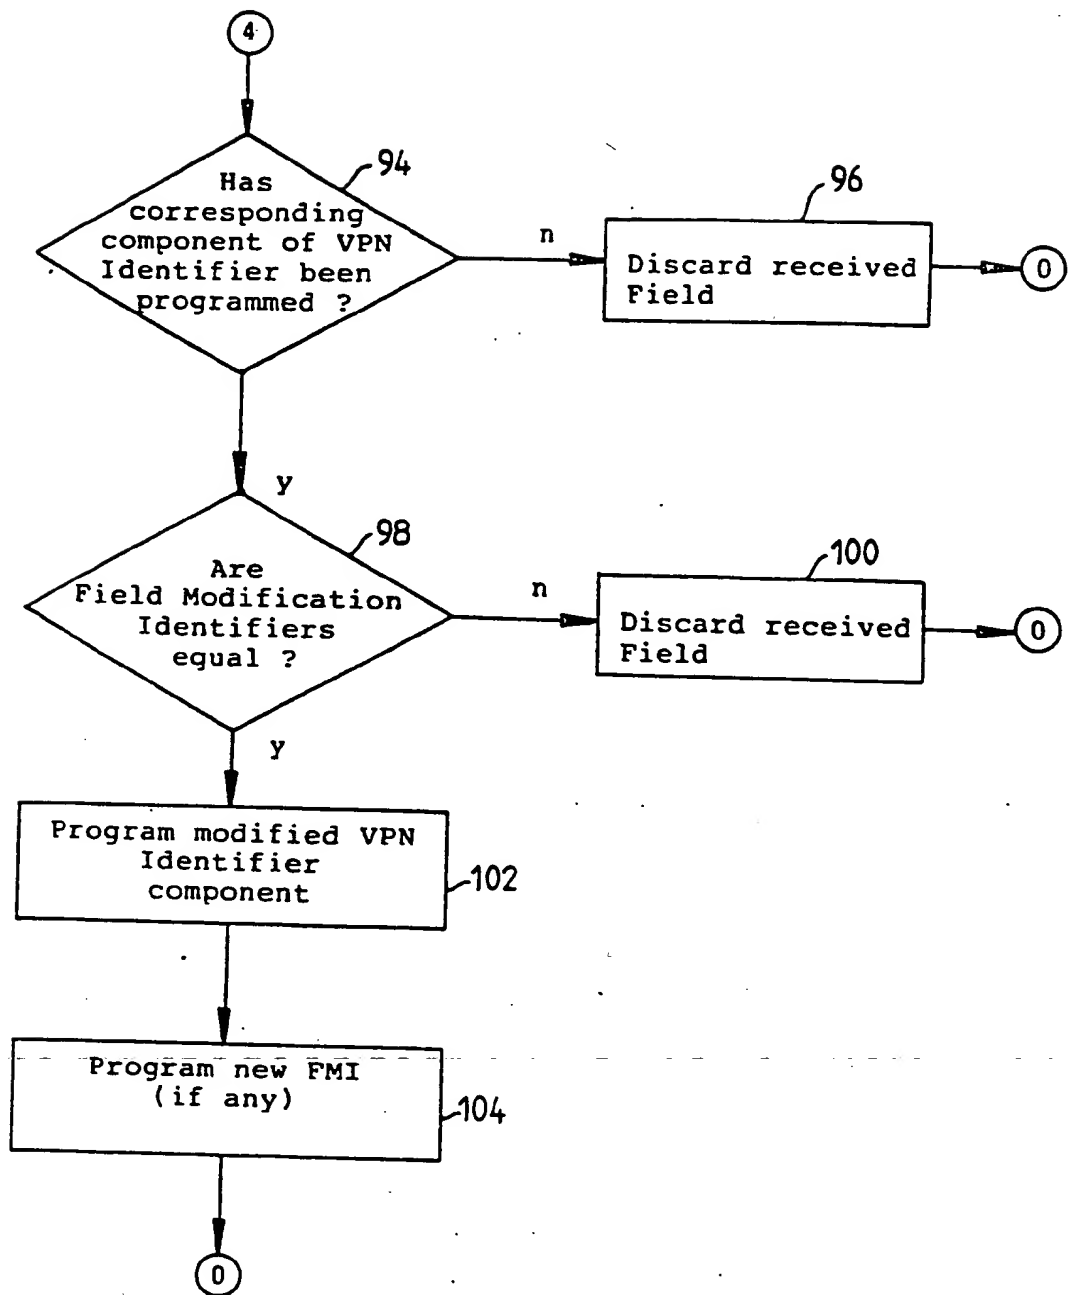 4
94
Has
corresponding
component of VPN
Identifier been
programmed ?
n
96
Discard received
Field
0
y
98
Are
Field Modification
Identifiers
equal ?
n
100
Discard received
Field
0
y
Program modified VPN
Identifier
component
102
Program new FMI
(if any)
104
0